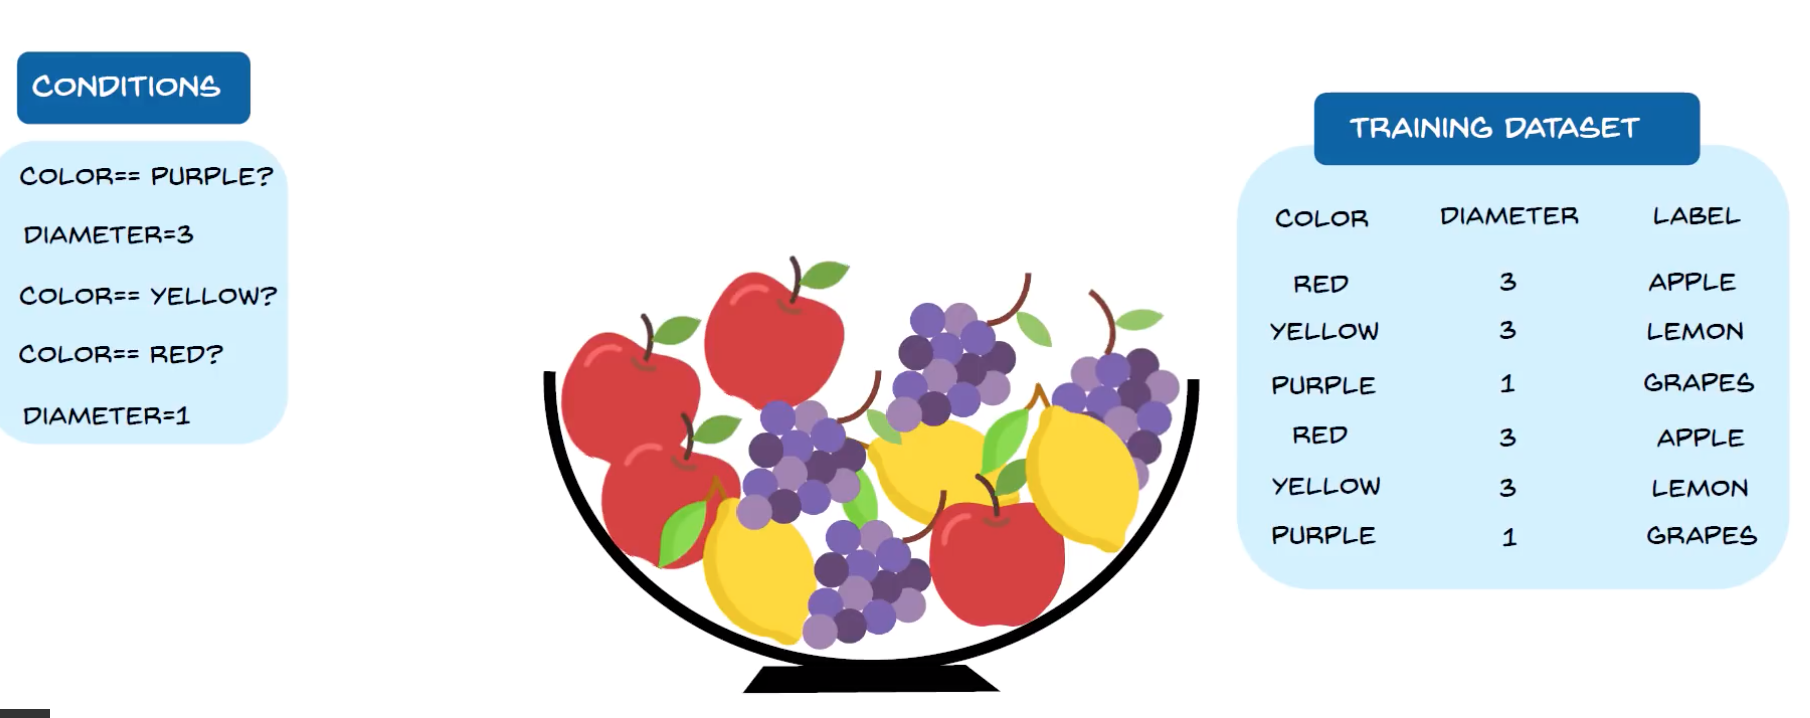 CONDITIONS
COLOR== PURPLE?
DIAMETER=3
COLOR== YELLOW?
COLOR== RED?
DIAMETER=1
TRAINING DATASET
COLOR DIAMETER LABEL
RED 3 APPLE
YELLOW 3 LEMON
PURPLE 1 GRAPES
RED 3 APPLE
YELLOW 3 LEMON
PURPLE 1 GRAPES